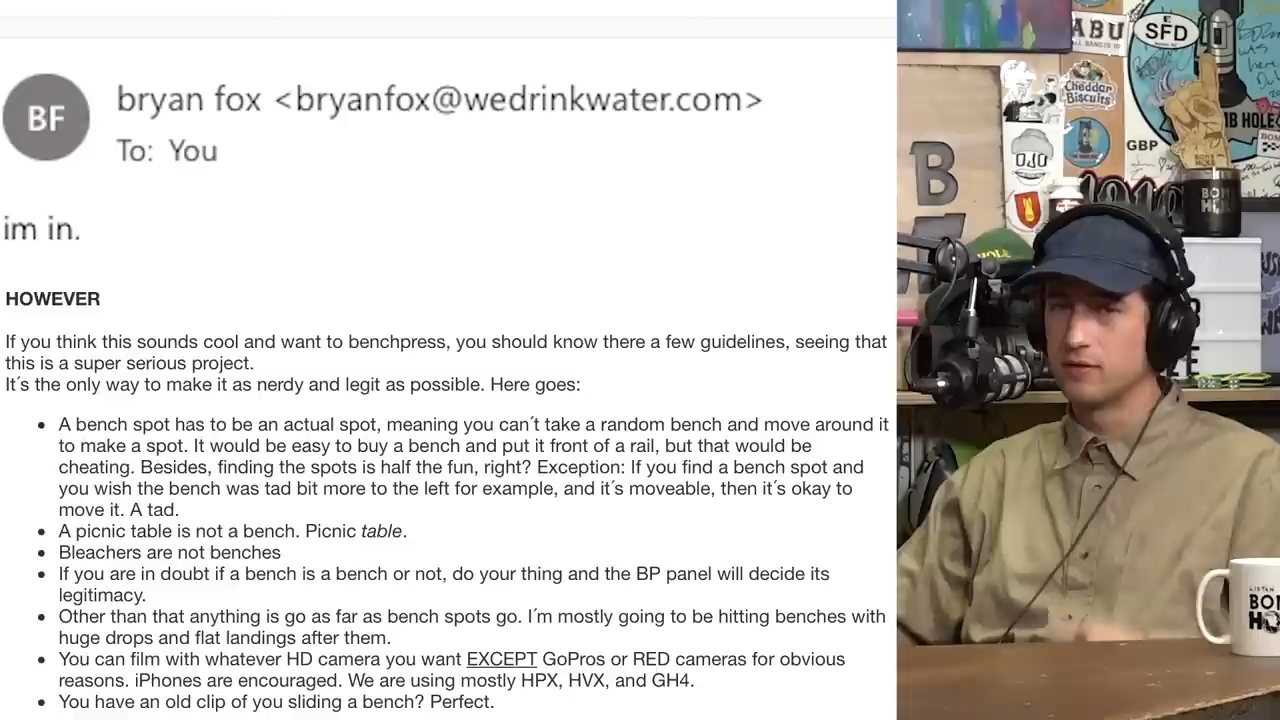 BF
bryan fox <bryanfox@wedrinkwater.com>
To: You
im in.
HOWEVER
If you think this sounds cool and want to benchpress, you should know there a few guidelines, seeing that
this is a super serious project.
It´s the only way to make it as nerdy and legit as possible. Here goes:
• A bench spot has to be an actual spot, meaning you can´t take a random bench and move around it
to make a spot. It would be easy to buy a bench and put it front of a rail, but that would be
cheating. Besides, finding the spots is half the fun, right? Exception: If you find a bench spot and
you wish the bench was tad bit more to the left for example, and it´s moveable, then it´s okay to
move it. A tad.
• A picnic table is not a bench. Picnic table.
• Bleachers are not benches
• If you are in doubt if a bench is a bench or not, do your thing and the BP panel will decide its
legitimacy.
• Other than that anything is go as far as bench spots go. I´m mostly going to be hitting benches with
huge drops and flat landings after them.
• You can film with whatever HD camera you want EXCEPT GoPros or RED cameras for obvious
reasons. iPhones are encouraged. We are using mostly HPX, HVX, and GH4.
• You have an old clip of you sliding a bench? Perfect.
ABU
SFD
Cheddar
Biscuits
MB HOLE
GBP
OJO
B
BOM
HOLE
BO
HO